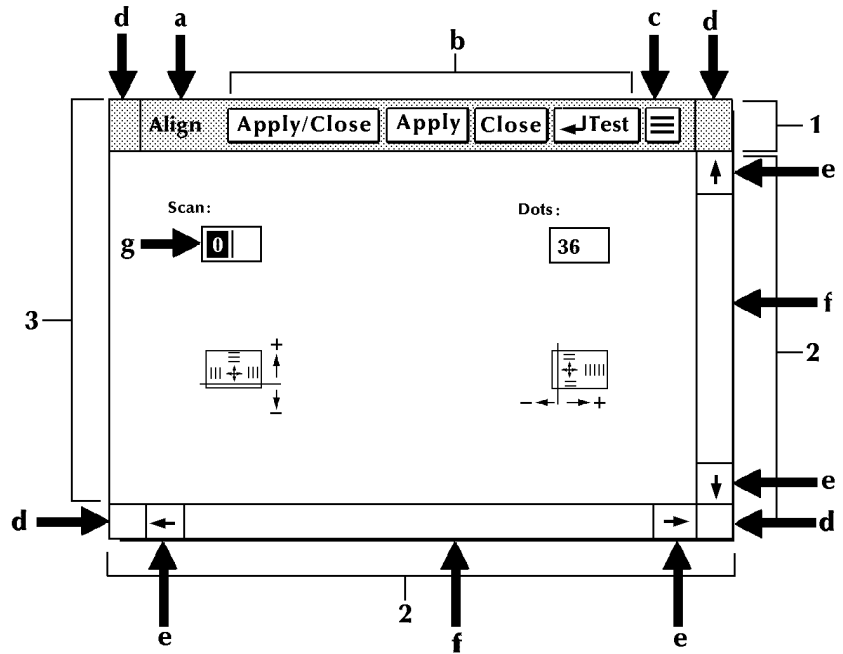 d a b c d
Align Apply/Close Apply Close Test
1
e
Scan: Dots:
g 0 36
f
3
2
+
− − +
e
d d
2
e f e